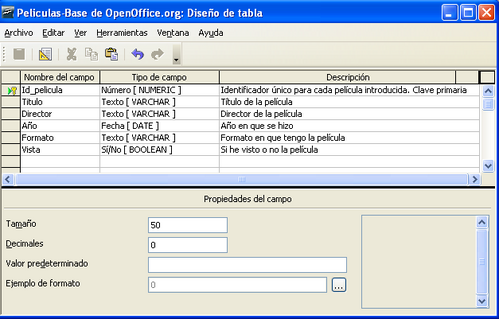 Peliculas-Base de OpenOffice.org: Diseño de tabla
Archivo Editar Ver Herramientas Ventana Ayuda
Nombre del campo Tipo de campo Descripción
Id_pelicula Número [ NUMERIC ] Identificador único para cada película introducida. Clave primaria
Título Texto [ VARCHAR ] Título de la película
Director Texto [ VARCHAR ] Director de la película
Año Fecha [ DATE ] Año en que se hizo
Formato Texto [ VARCHAR ] Formato en que tengo la película
Vista Sí/No [ BOOLEAN ] Si he visto o no la película
Propiedades del campo
Tamaño 50
Decimales 0
Valor predeterminado
Ejemplo de formato 0 ...